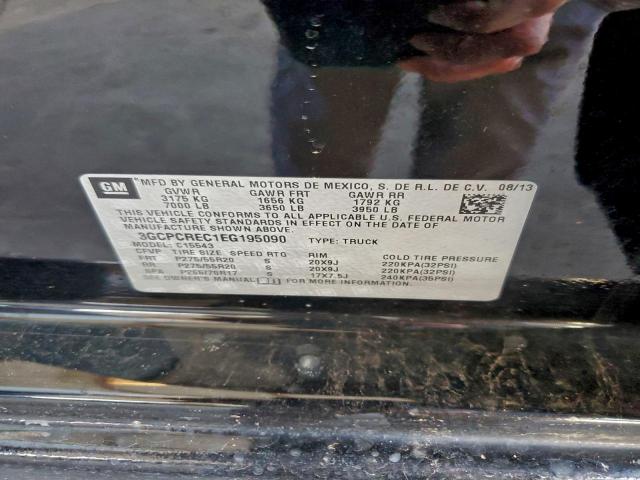 GM *MFD BY GENERAL MOTORS DE MEXICO, S. DE R.L. DE C.V. 08/13
GVWR GAWR FRT GAWR RR
3175 KG 1656 KG 1792 KG
7000 LB 3650 LB 3950 LB
THIS VEHICLE CONFORMS TO ALL APPLICABLE U.S. FEDERAL MOTOR
VEHICLE SAFETY STANDARDS IN EFFECT ON THE DATE OF
MANUFACTURE SHOWN ABOVE.
3GCPCREC1EG195090 TYPE: TRUCK
MODEL: C15543
CFVP TIRE SIZE SPEED RTG RIM COLD TIRE PRESSURE
FRT P275/55R20 S 20X9J 220KPA(32PSI)
RR P275/55R20 S 20X9J 220KPA(32PSI)
SPA P265/70R17 S 17X7.5J 240KPA(35PSI)
SEE OWNER'S MANUAL FOR MORE INFORMATION.